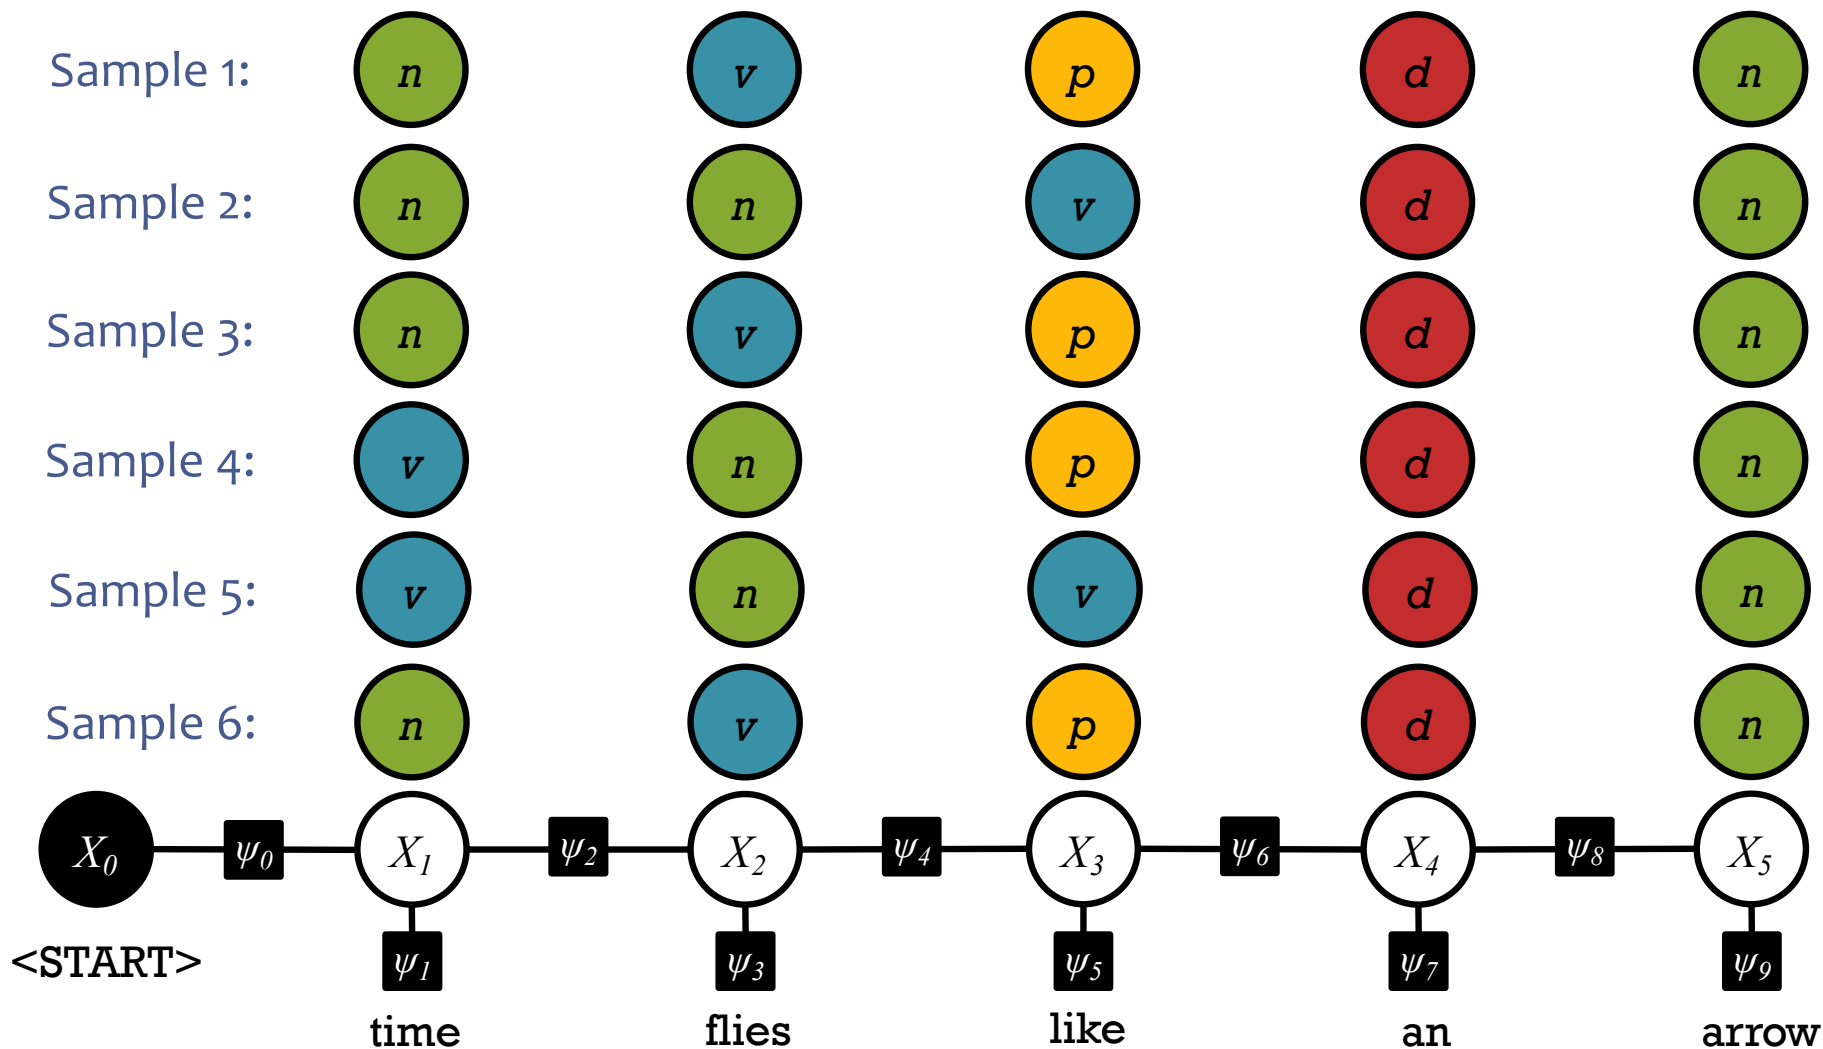 Sample 1: n v p d n
Sample 2: n n v d n
Sample 3: n v p d n
Sample 4: v n p d n
Sample 5: v n v d n
Sample 6: n v p d n
X₀ ψ₀ X₁ ψ₂ X₂ ψ₄ X₃ ψ₆ X₄ ψ₈ X₅
<START> ψ₁ ψ₃ ψ₅ ψ₇ ψ₉
time flies like an arrow